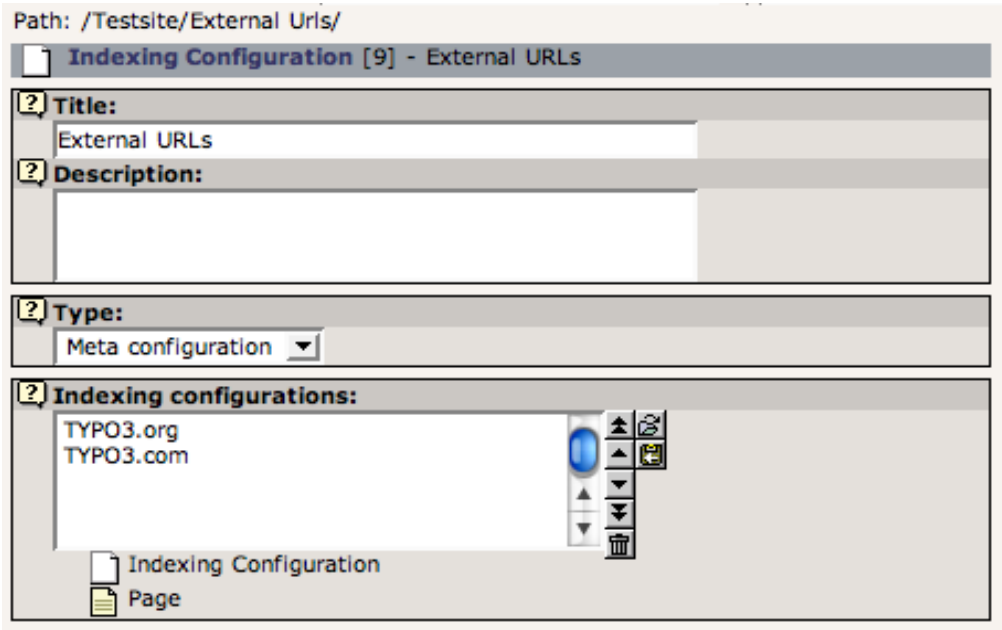 Path: /Testsite/External Urls/
Indexing Configuration [9] - External URLs
Title:
External URLs
Description:
Type:
Meta configuration
Indexing configurations:
TYPO3.org
TYPO3.com
Indexing Configuration
Page